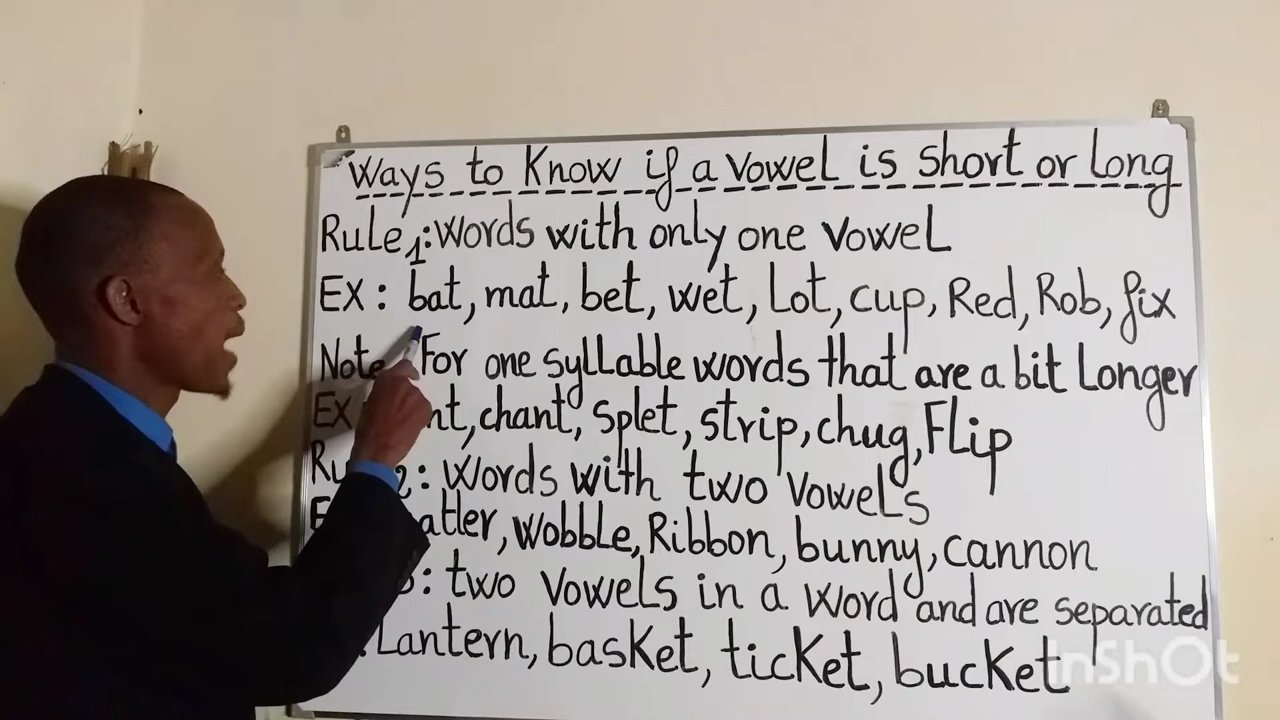 Ways to Know if a vowel is short or long
Rule 1: Words with only one vowel
Ex: bat, mat, bet, wet, Lot, cup, Red, Rob, fix
Note For one syllable words that are a bit Longer
Ex chant, splet, strip, chug, Flip
2: Words with two vowels
wobble, Ribbon, bunny, cannon
3: two vowels in a word and are separated
Lantern, basket, ticket, bucket
InShOt